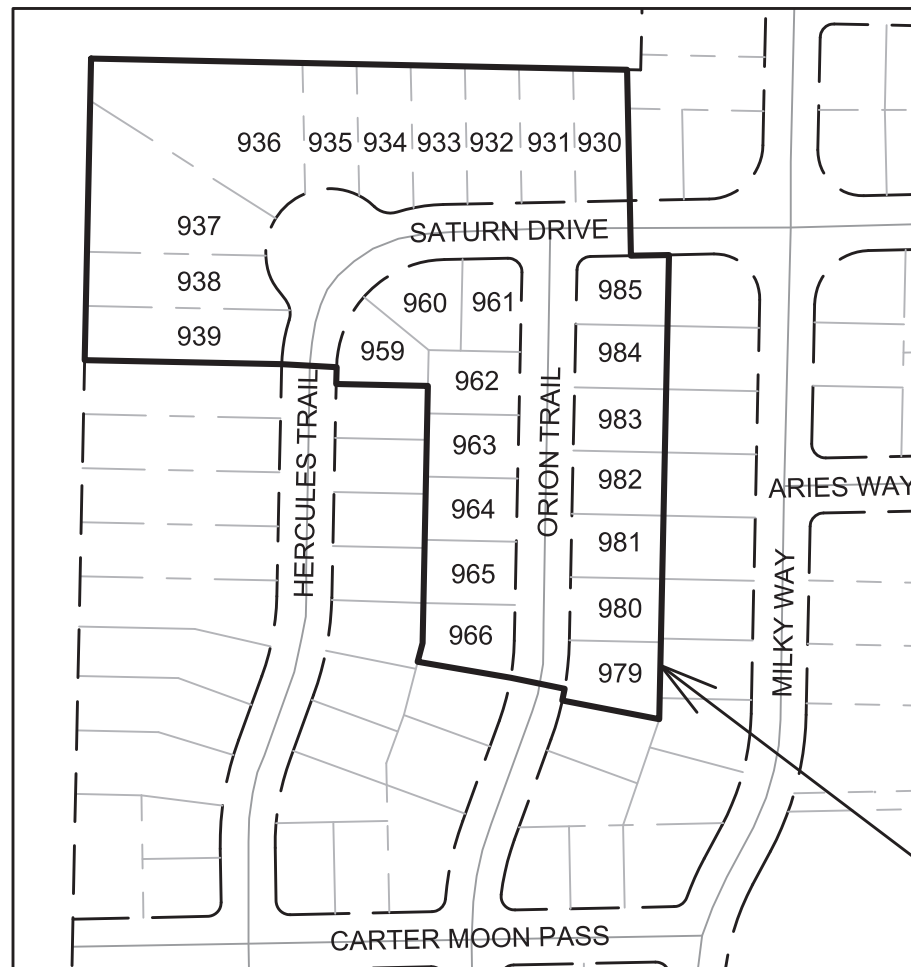 936 935 934 933 932 931 930
937
SATURN DRIVE
938
985
960 961
939
959
984
962
983
963
HERCULES TRAIL
ORION TRAIL
982
ARIES WAY
964
981
965
980
MILKY WAY
966
979
CARTER MOON PASS